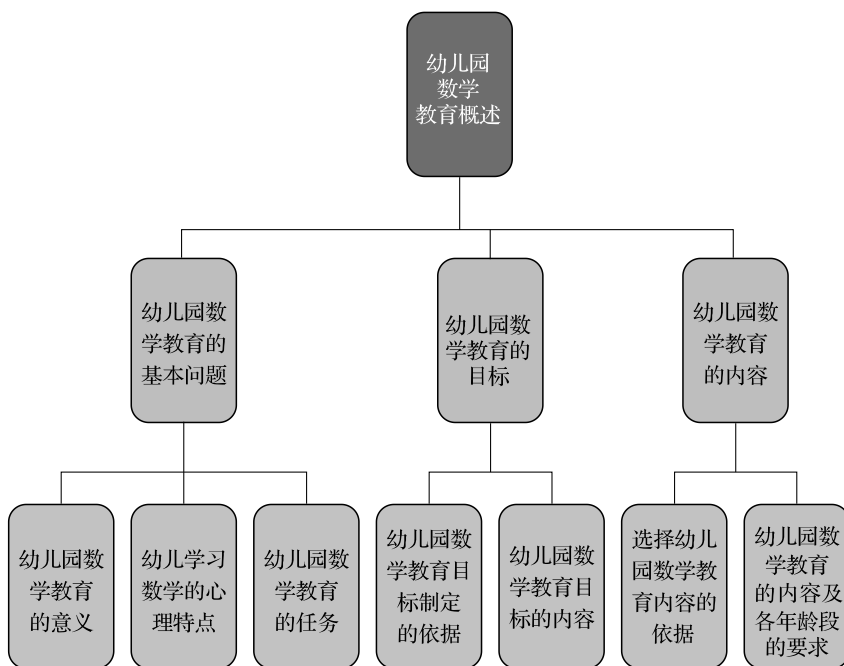 幼儿园
数学
教育概述
幼儿园数
学教育的
基本问题
幼儿园数
学教育的
目标
幼儿园数
学教育
的内容
幼儿园数
学教育
的意义
幼儿学习
数学的心
理特点
幼儿园数
学教育
的任务
幼儿园数
学教育目
标制定
的依据
幼儿园数
学教育目
标的内容
选择幼儿
园数学教
育内容的
依据
幼儿园数
学教育
的内容及
各年龄段
的要求